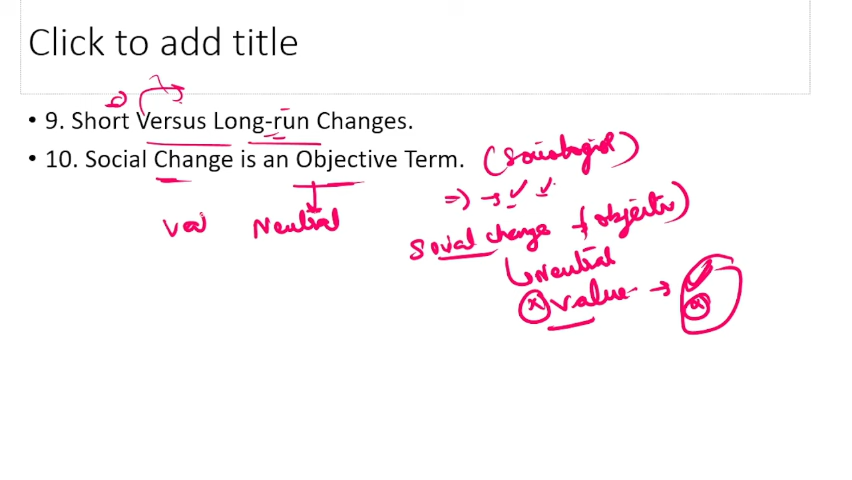 Click to add title
• 9. Short Versus Long-run Changes.
• 10. Social Change is an Objective Term.
(Sociologist)
Neutral
Social change
Neutral
value